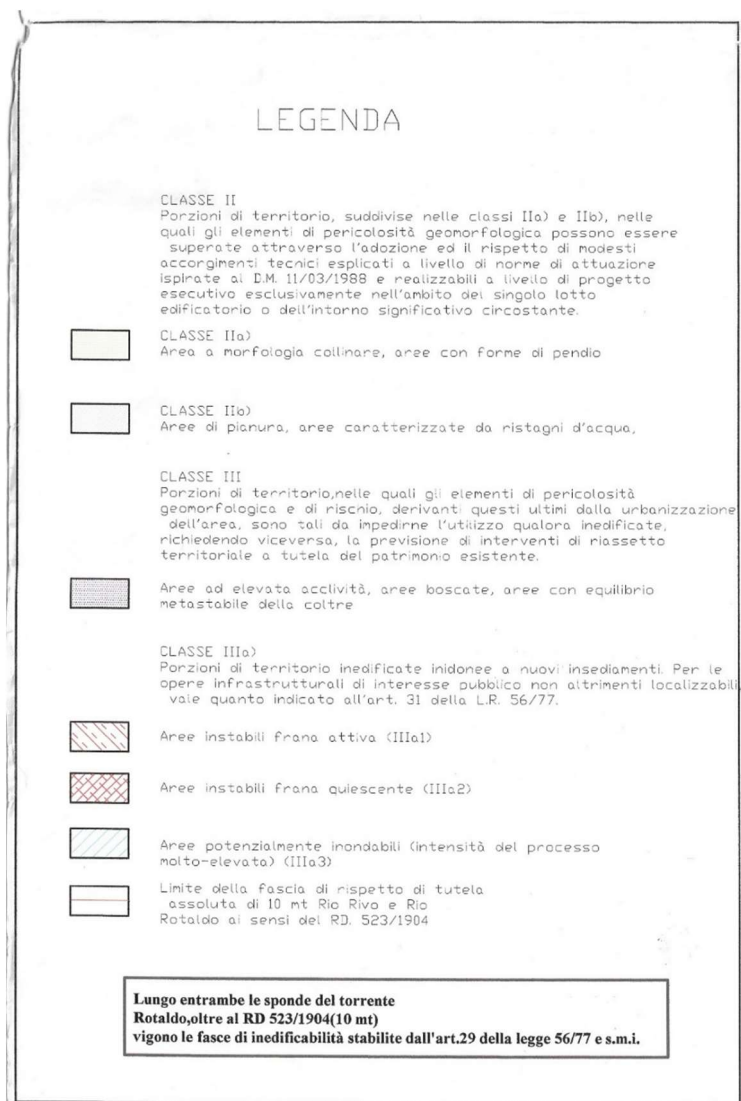 LEGENDA
CLASSE II
Porzioni di territorio, suddivise nelle classi IIa) e IIb), nelle
quali gli elementi di pericolosità geomorfologica possono essere
superate attraverso l'adozione ed il rispetto di modesti
accorgimenti tecnici esplicati a livello di norme di attuazione
ispirate al D.M. 11/03/1988 e realizzabili a livello di progetto
esecutivo esclusivamente nell'ambito del singolo lotto
edificatorio o dell'intorno significativo circostante.
CLASSE IIa)
Area a morfologia collinare, aree con forme di pendio
CLASSE IIb)
Aree di pianura, aree caratterizzate da ristagni d'acqua,
CLASSE III
Porzioni di territorio,nelle quali gli elementi di pericolosità
geomorfologica e di rischio, derivanti questi ultimi dalla urbanizzazione
dell'area, sono tali da impedirne l'utilizzo qualora inedificate,
richiedendo viceversa, la previsione di interventi di riassetto
territoriale a tutela del patrimonio esistente.
Aree ad elevata acclività, aree boscate, aree con equilibrio
metastabile della coltre
CLASSE IIIa)
Porzioni di territorio inedificate inidonee a nuovi insediamenti. Per le
opere infrastrutturali di interesse pubblico non altrimenti localizzabili,
vale quanto indicato all'art. 31 della L.R. 56/77.
Aree instabili frana attiva (IIIa1)
Aree instabili frana quiescente (IIIa2)
Aree potenzialmente inondabili (intensità del processo
molto-elevata) (IIIa3)
Limite della fascia di rispetto di tutela
assoluta di 10 mt Rio Rivo e Rio
Rotaldo ai sensi del RD. 523/1904
Lungo entrambe le sponde del torrente
Rotaldo,oltre al RD 523/1904(10 mt)
vigono le fasce di inedificabilità stabilite dall'art.29 della legge 56/77 e s.m.i.